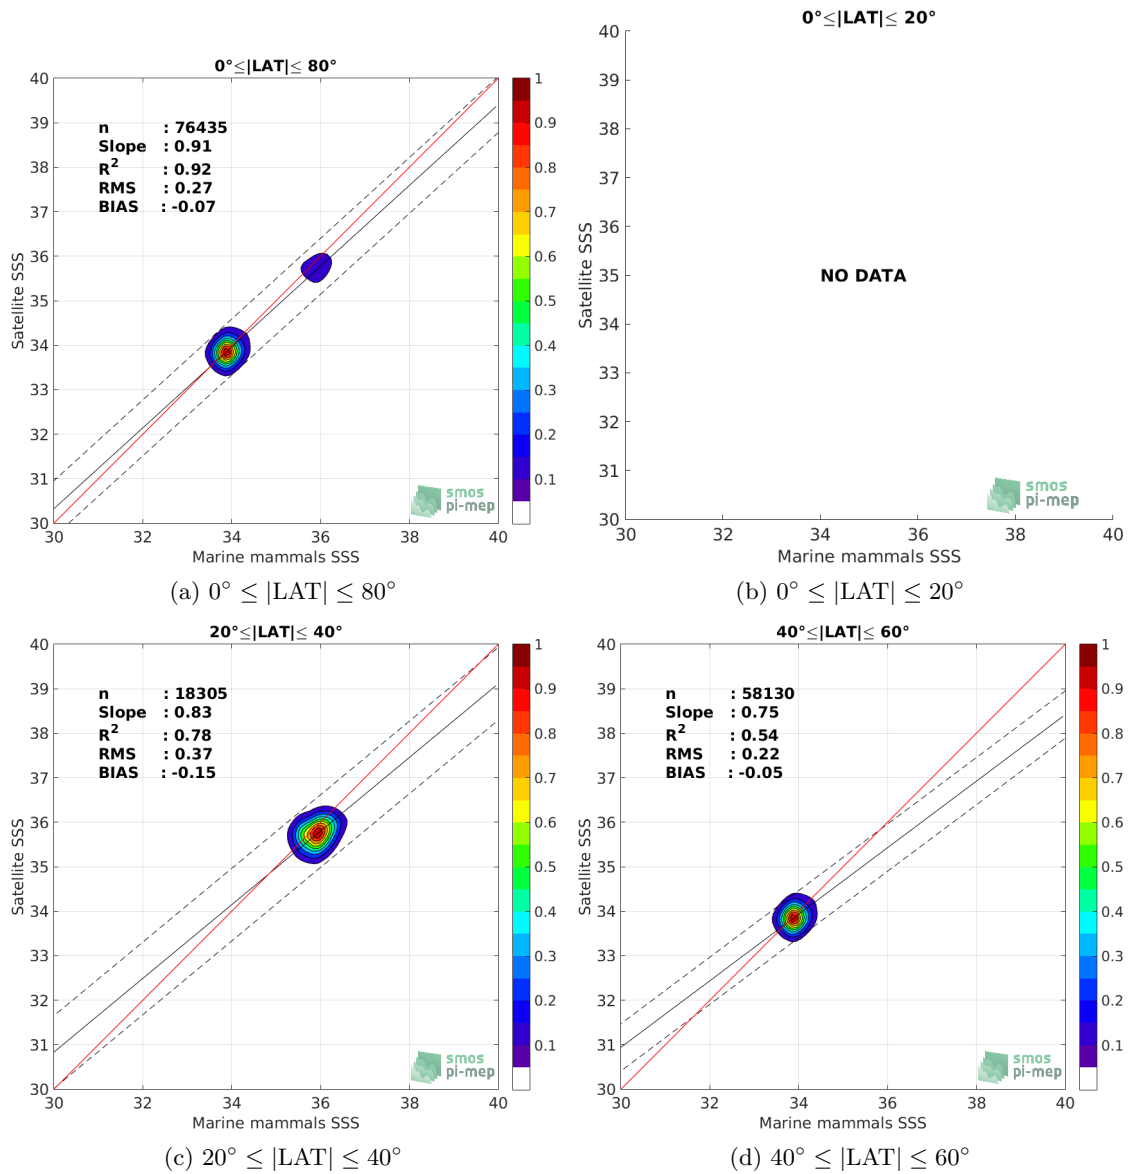 0°≤|LAT|≤ 80°
40
39
38
37
36
35
34
33
32
31
30
Satellite SSS
n : 76435
Slope : 0.91
R² : 0.92
RMS : 0.27
BIAS : -0.07
smos
pi-mep
30 32 34 36 38 40
Marine mammals SSS
1
0.9
0.8
0.7
0.6
0.5
0.4
0.3
0.2
0.1
(a) 0° ≤ |LAT| ≤ 80°
0°≤|LAT|≤ 20°
40
39
38
37
36
35
34
33
32
31
30
Satellite SSS
NO DATA
smos
pi-mep
30 32 34 36 38 40
Marine mammals SSS
(b) 0° ≤ |LAT| ≤ 20°
20°≤|LAT|≤ 40°
40
39
38
37
36
35
34
33
32
31
30
Satellite SSS
n : 18305
Slope : 0.83
R² : 0.78
RMS : 0.37
BIAS : -0.15
smos
pi-mep
30 32 34 36 38 40
Marine mammals SSS
1
0.9
0.8
0.7
0.6
0.5
0.4
0.3
0.2
0.1
(c) 20° ≤ |LAT| ≤ 40°
40°≤|LAT|≤ 60°
40
39
38
37
36
35
34
33
32
31
30
Satellite SSS
n : 58130
Slope : 0.75
R² : 0.54
RMS : 0.22
BIAS : -0.05
smos
pi-mep
30 32 34 36 38 40
Marine mammals SSS
1
0.9
0.8
0.7
0.6
0.5
0.4
0.3
0.2
0.1
(d) 40° ≤ |LAT| ≤ 60°